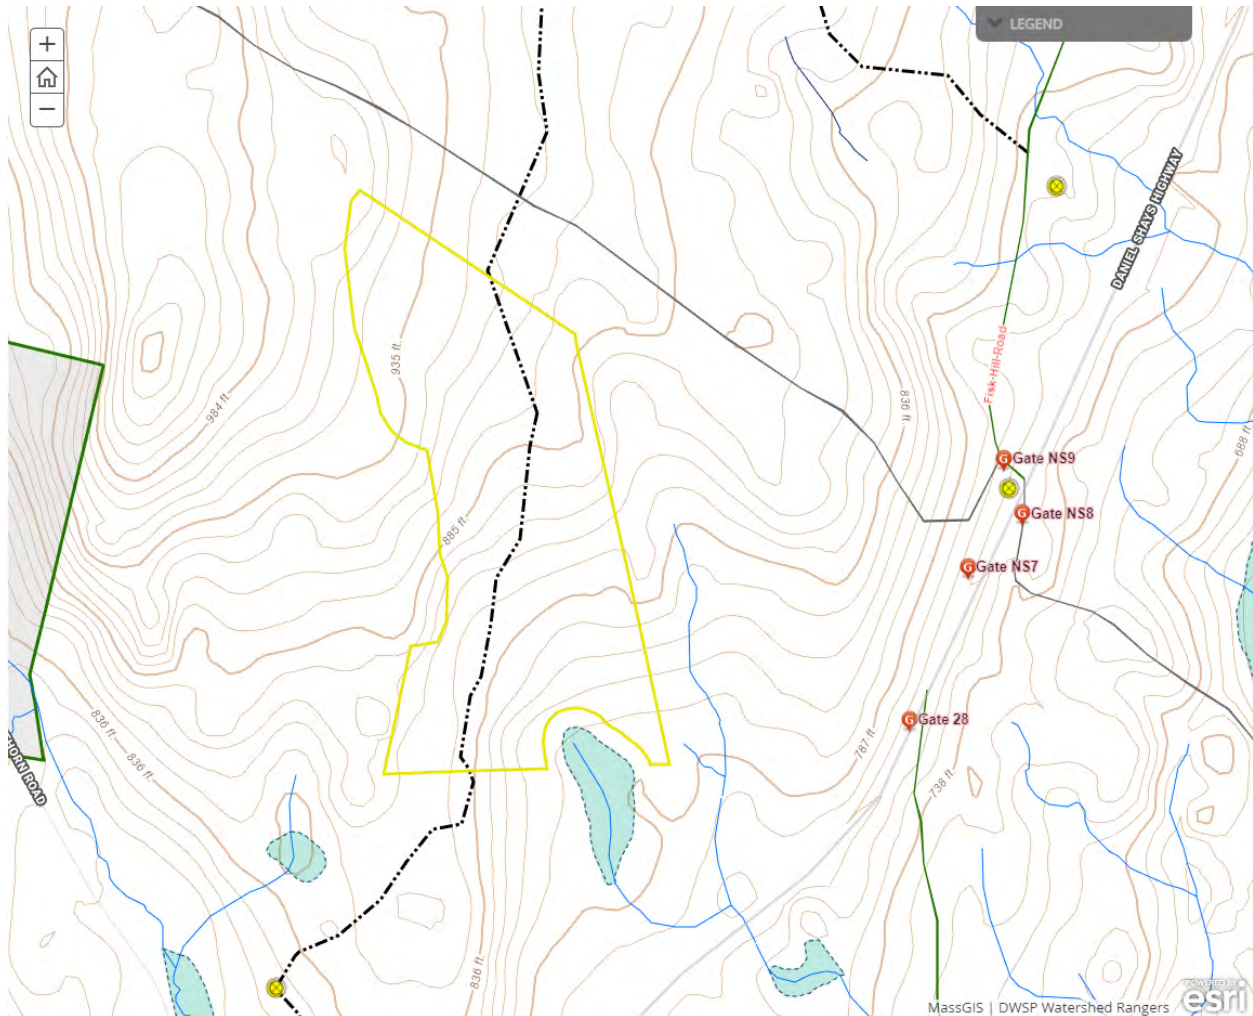 +
−
LEGEND
DANIEL SHAYS HIGHWAY
935 ft.
Fisk-Hill-Road
984 ft.
836 ft.
688 ft.
Gate NS9
Gate NS8
885 ft.
Gate NS7
836 ft.
Gate 28
836 ft.
787 ft.
738 ft.
HORN ROAD
836 ft.
MassGIS | DWSP Watershed Rangers
POWERED BY
esri